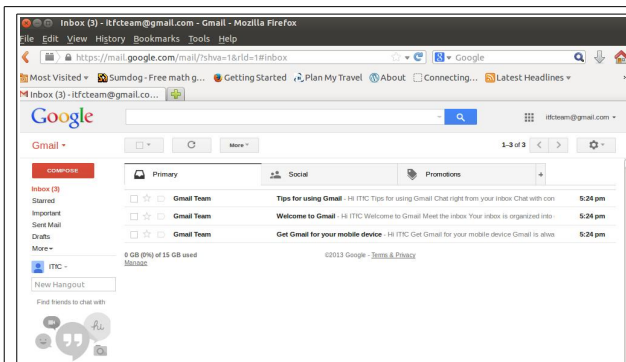 Inbox (3) - itfcteam@gmail.com - Gmail - Mozilla Firefox
File Edit View History Bookmarks Tools Help
https://mail.google.com/mail/?shva=1&rld=1#inbox Google
Most Visited Sumdog - Free math g... Getting Started Plan My Travel About Connecting... Latest Headlines
Inbox (3) - itfcteam@gmail.co...
Google itfcteam@gmail.com
Gmail More 1–3 of 3
COMPOSE Primary Social Promotions +
Inbox (3)
Starred Gmail Team Tips for using Gmail - Hi ITfC Tips for using Gmail Chat right from your inbox Chat with con 5:24 pm
Important Gmail Team Welcome to Gmail - Hi ITfC Welcome to Gmail Meet the inbox Your inbox is organized into 5:24 pm
Sent Mail
Drafts Gmail Team Get Gmail for your mobile device - Hi ITfC Get Gmail for your mobile device Gmail is alwa 5:24 pm
More
0 GB (0%) of 15 GB used ©2013 Google - Terms & Privacy
Manage
ITfC
New Hangout
Find friends to chat with